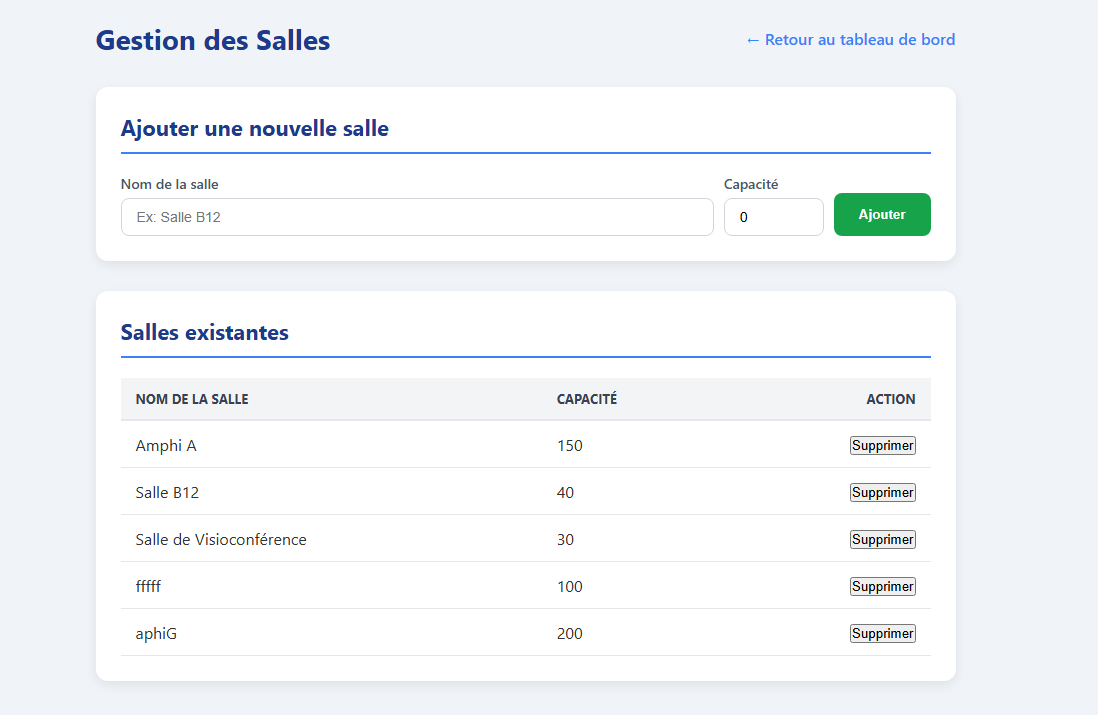 Gestion des Salles
← Retour au tableau de bord
Ajouter une nouvelle salle
Nom de la salle
Capacité
Ex: Salle B12
0
Ajouter
Salles existantes
NOM DE LA SALLE CAPACITÉ ACTION
Amphi A 150 Supprimer
Salle B12 40 Supprimer
Salle de Visioconférence 30 Supprimer
fffff 100 Supprimer
aphiG 200 Supprimer